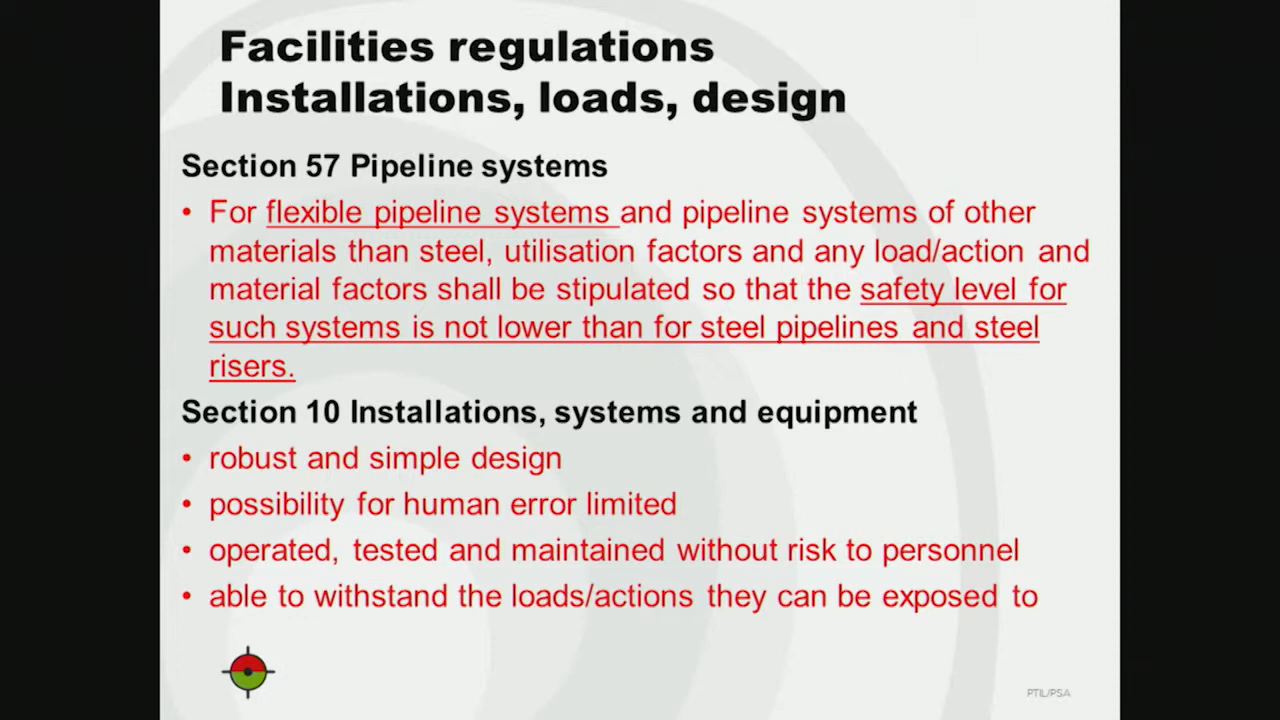 Facilities regulations
Installations, loads, design
Section 57 Pipeline systems
• For flexible pipeline systems and pipeline systems of other
materials than steel, utilisation factors and any load/action and
material factors shall be stipulated so that the safety level for
such systems is not lower than for steel pipelines and steel
risers.
Section 10 Installations, systems and equipment
• robust and simple design
• possibility for human error limited
• operated, tested and maintained without risk to personnel
• able to withstand the loads/actions they can be exposed to
PTIL/PSA